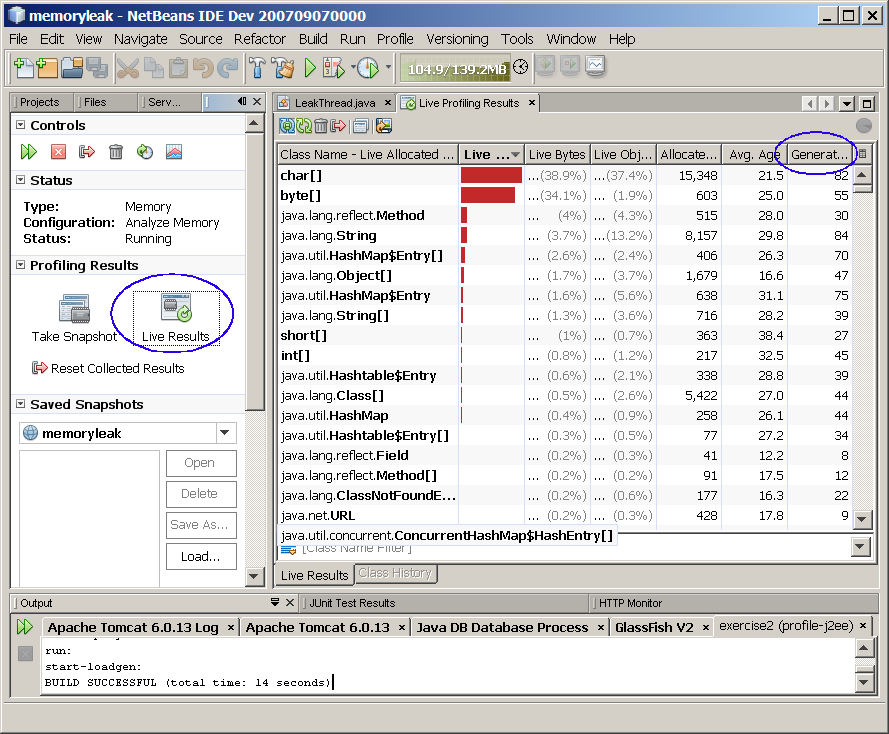 memoryleak - NetBeans IDE Dev 200709070000
File Edit View Navigate Source Refactor Build Run Profile Versioning Tools Window Help
104.9/139.2MB
Projects Files Serv...
LeakThread.java Live Profiling Results
Controls
Status
Type: Memory
Configuration: Analyze Memory
Status: Running
Profiling Results
Take Snapshot Live Results
Reset Collected Results
Saved Snapshots
memoryleak
Open
Delete
Save As...
Load...
Class Name - Live Allocated ... Live ... Live Bytes Live Obj... Allocate... Avg. Age Generat...
char[] ...(38.9%) ...(37.4%) 15,348 21.5 82
byte[] ...(34.1%) ... (1.9%) 603 25.0 55
java.lang.reflect.Method ... (4%) ... (4.3%) 515 28.0 30
java.lang.String ... (3.7%) ...(13.2%) 8,157 29.8 84
java.util.HashMap$Entry[] ... (2.6%) ... (2.4%) 406 26.3 70
java.lang.Object[] ... (1.7%) ... (3.7%) 1,679 16.6 47
java.util.HashMap$Entry ... (1.6%) ... (5.6%) 638 31.1 75
java.lang.String[] ... (1.3%) ... (3.6%) 716 28.2 39
short[] ... (1%) ... (0.7%) 363 38.4 27
int[] ... (0.8%) ... (1.2%) 217 32.5 45
java.util.Hashtable$Entry ... (0.6%) ... (2.1%) 338 28.8 39
java.lang.Class[] ... (0.5%) ... (2.6%) 5,422 27.0 44
java.util.HashMap ... (0.4%) ... (0.9%) 258 26.1 44
java.util.Hashtable$Entry[] ... (0.3%) ... (0.5%) 77 27.2 34
java.lang.reflect.Field ... (0.2%) ... (0.2%) 41 12.2 8
java.lang.reflect.Method[] ... (0.2%) ... (0.2%) 91 17.5 12
java.lang.ClassNotFoundE... ... (0.2%) ... (0.6%) 177 16.3 22
java.net.URL ... (0.2%) ... (0.3%) 428 17.8 9
java.util.concurrent.ConcurrentHashMap$HashEntry[]
[Class Name Filter]
Live Results Class History
Output JUnit Test Results HTTP Monitor
Apache Tomcat 6.0.13 Log Apache Tomcat 6.0.13 Java DB Database Process GlassFish V2 exercise2 (profile-j2ee)
run:
start-loadgen:
BUILD SUCCESSFUL (total time: 14 seconds)